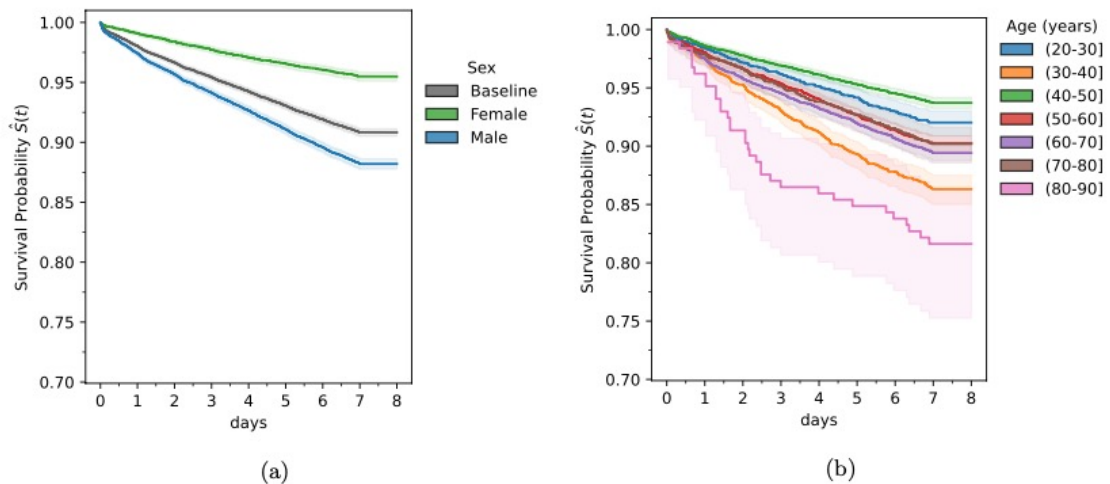 1.00
0.95
0.90
0.85
0.80
0.75
0.70
Survival Probability Ŝ(t)
0 1 2 3 4 5 6 7 8
days
Sex
Baseline
Female
Male
(a)
1.00
0.95
0.90
0.85
0.80
0.75
0.70
Survival Probability Ŝ(t)
0 1 2 3 4 5 6 7 8
days
Age (years)
(20-30]
(30-40]
(40-50]
(50-60]
(60-70]
(70-80]
(80-90]
(b)